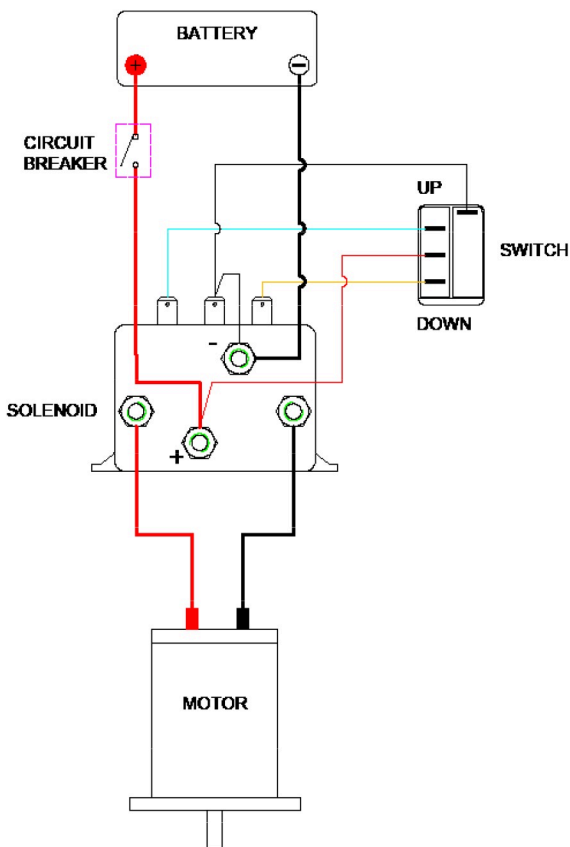 BATTERY
+
-
CIRCUIT
BREAKER
UP
SWITCH
DOWN
-
SOLENOID
+
MOTOR